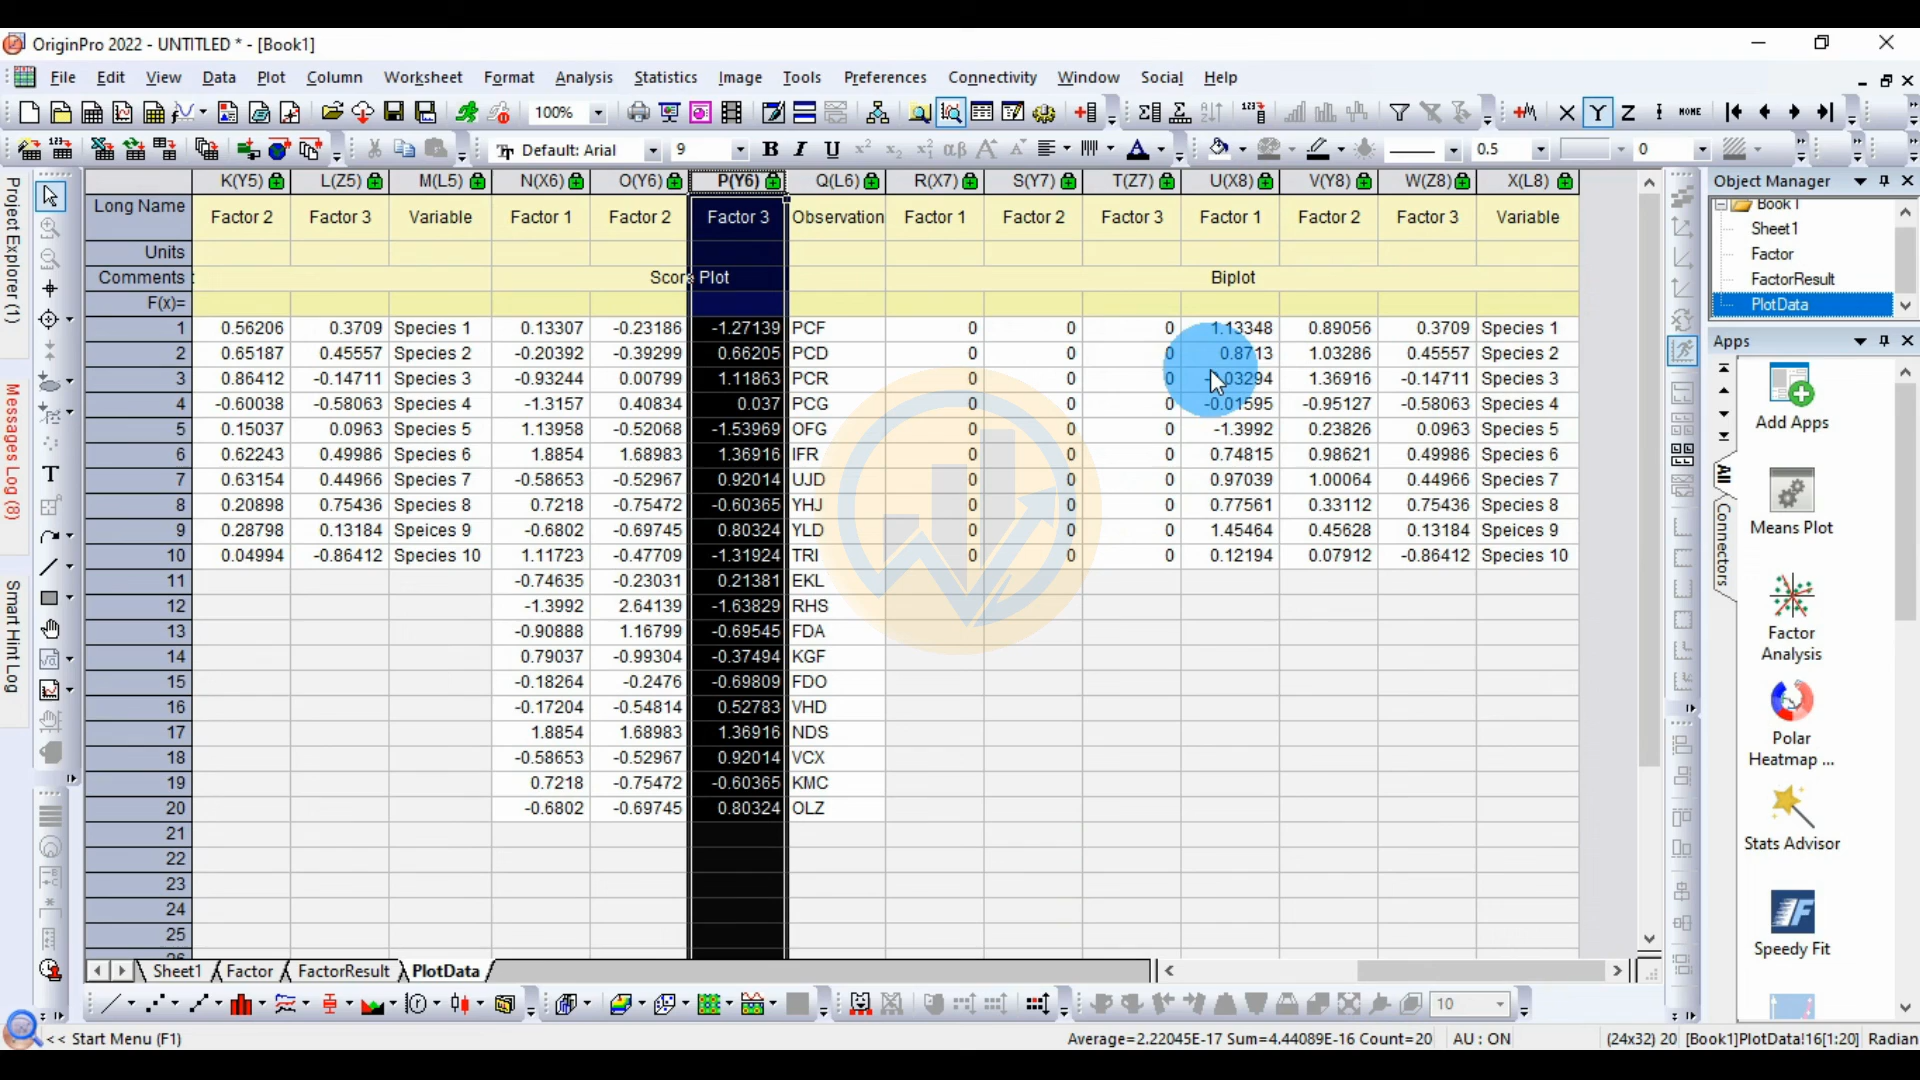 OriginPro 2022 - UNTITLED * - [Book1]
File Edit View Data Plot Column Worksheet Format Analysis Statistics Image Tools Preferences Connectivity Window Social Help
100%
Default: Arial 9 B I U 0.5 0
Project Explorer (1)
Messages Log (8)
Smart Hint Log
K(Y5) L(Z5) M(L5) N(X6) O(Y6) P(Y6) Q(L6) R(X7) S(Y7) T(Z7) U(X8) V(Y8) W(Z8) X(L8)
Long Name Factor 2 Factor 3 Variable Factor 1 Factor 2 Factor 3 Observation Factor 1 Factor 2 Factor 3 Factor 1 Factor 2 Factor 3 Variable
Units
Comments Score Plot Biplot
F(x)=
1 0.56206 0.3709 Species 1 0.13307 -0.23186 -1.27139 PCF 0 0 0 1.13348 0.89056 0.3709 Species 1
2 0.65187 0.45557 Species 2 -0.20392 -0.39299 0.66205 PCD 0 0 0 0.8713 1.03286 0.45557 Species 2
3 0.86412 -0.14711 Species 3 -0.93244 0.00799 1.11863 PCR 0 0 0 1.36916 -0.14711 Species 3
4 -0.60038 -0.58063 Species 4 -1.3157 0.40834 0.037 PCG 0 0 0 -0.01595 -0.95127 -0.58063 Species 4
5 0.15037 0.0963 Species 5 1.13958 -0.52068 -1.53969 OFG 0 0 0 -1.3992 0.23826 0.0963 Species 5
6 0.62243 0.49986 Species 6 1.8854 1.68983 1.36916 IFR 0 0 0 0.74815 0.98621 0.49986 Species 6
7 0.63154 0.44966 Species 7 -0.58653 -0.52967 0.92014 UJD 0 0 0 0.97039 1.00064 0.44966 Species 7
8 0.20898 0.75436 Species 8 0.7218 -0.75472 -0.60365 YHJ 0 0 0 0.77561 0.33112 0.75436 Species 8
9 0.28798 0.13184 Speices 9 -0.6802 -0.69745 0.80324 YLD 0 0 0 1.45464 0.45628 0.13184 Speices 9
10 0.04994 -0.86412 Species 10 1.11723 -0.47709 -1.31924 TRI 0 0 0 0.12194 0.07912 -0.86412 Species 10
11 -0.74635 -0.23031 0.21381 EKL
12 -1.3992 2.64139 -1.63829 RHS
13 -0.90888 1.16799 -0.69545 FDA
14 0.79037 -0.99304 -0.37494 KGF
15 -0.18264 -0.2476 -0.69809 FDO
16 -0.17204 -0.54814 0.52783 VHD
17 1.8854 1.68983 1.36916 NDS
18 -0.58653 -0.52967 0.92014 VCX
19 0.7218 -0.75472 -0.60365 KMC
20 -0.6802 -0.69745 0.80324 OLZ
21
22
23
24
25
Sheet1 Factor FactorResult PlotData
10
Object Manager
Book1
Sheet1
Factor
FactorResult
PlotData
Apps
All
Connectors
Add Apps
Means Plot
Factor
Analysis
Polar
Heatmap ...
Stats Advisor
Speedy Fit
<< Start Menu (F1) Average=2.22045E-17 Sum=4.44089E-16 Count=20 AU : ON (24x32) 20 [Book1]PlotData!16[1:20] Radian